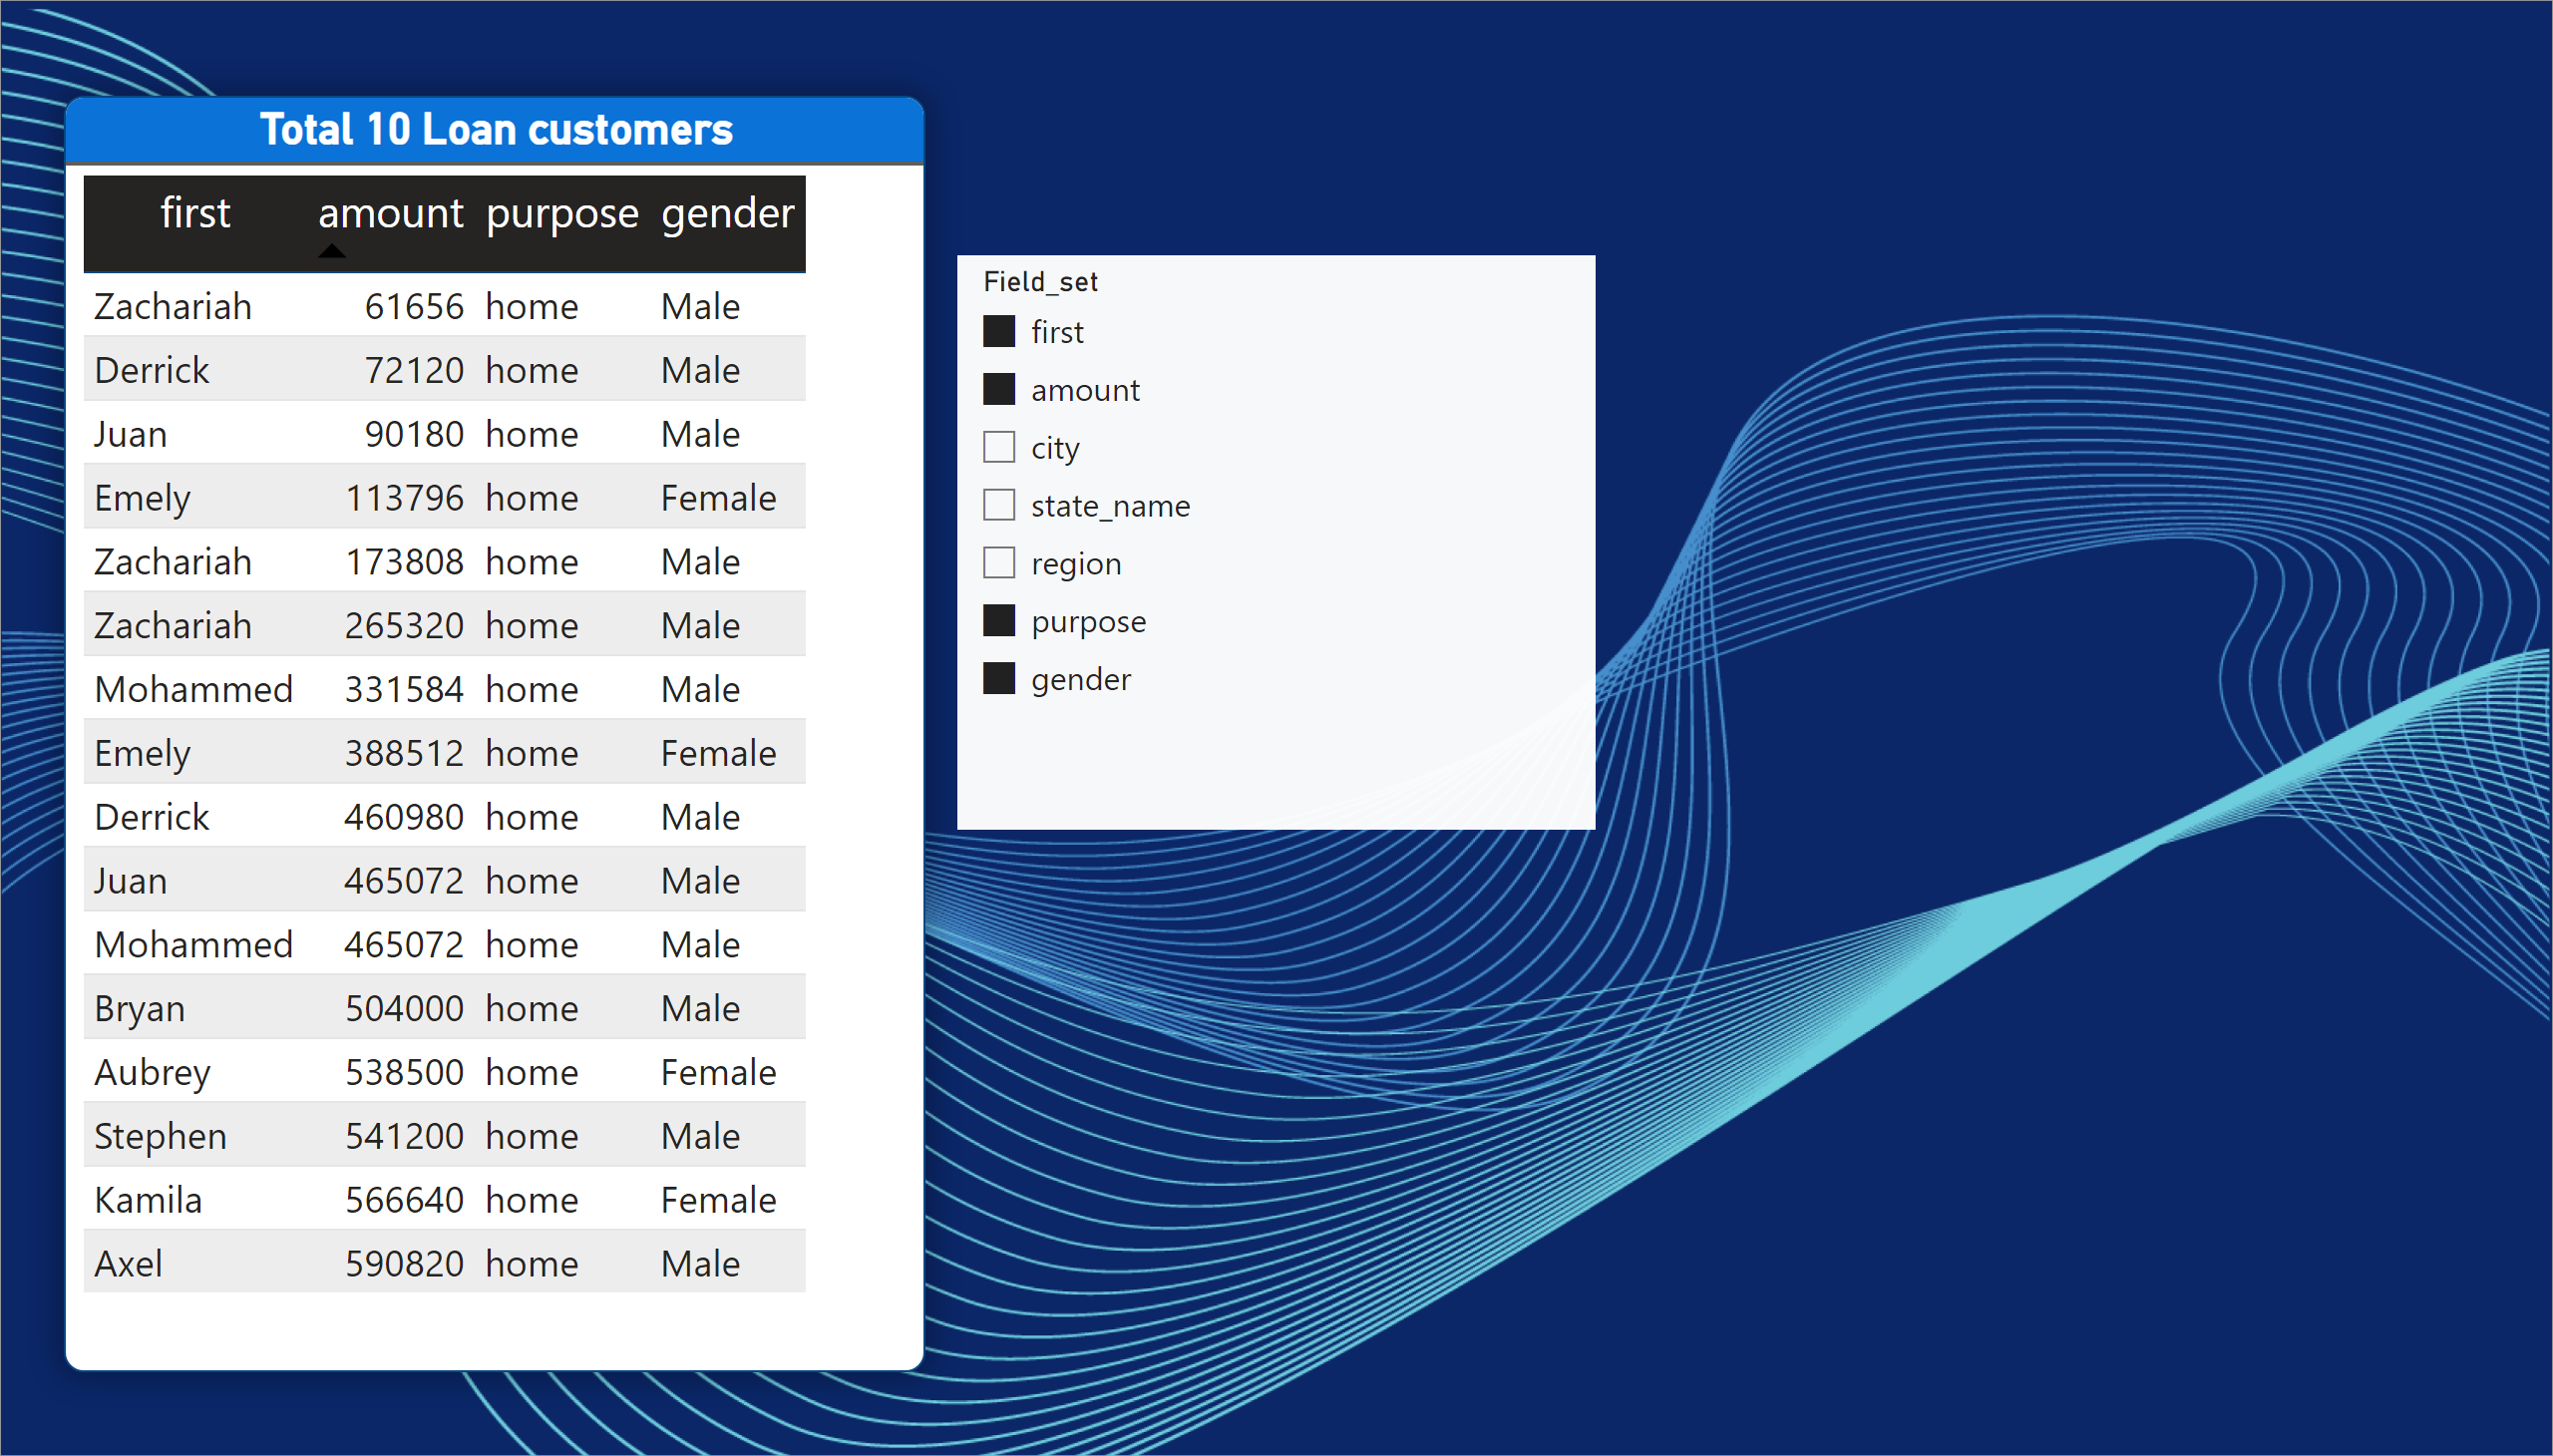 Total 10 Loan customers
first amount purpose gender
Zachariah 61656 home Male
Derrick 72120 home Male
Juan 90180 home Male
Emely 113796 home Female
Zachariah 173808 home Male
Zachariah 265320 home Male
Mohammed 331584 home Male
Emely 388512 home Female
Derrick 460980 home Male
Juan 465072 home Male
Mohammed 465072 home Male
Bryan 504000 home Male
Aubrey 538500 home Female
Stephen 541200 home Male
Kamila 566640 home Female
Axel 590820 home Male
Field_set
first
amount
city
state_name
region
purpose
gender